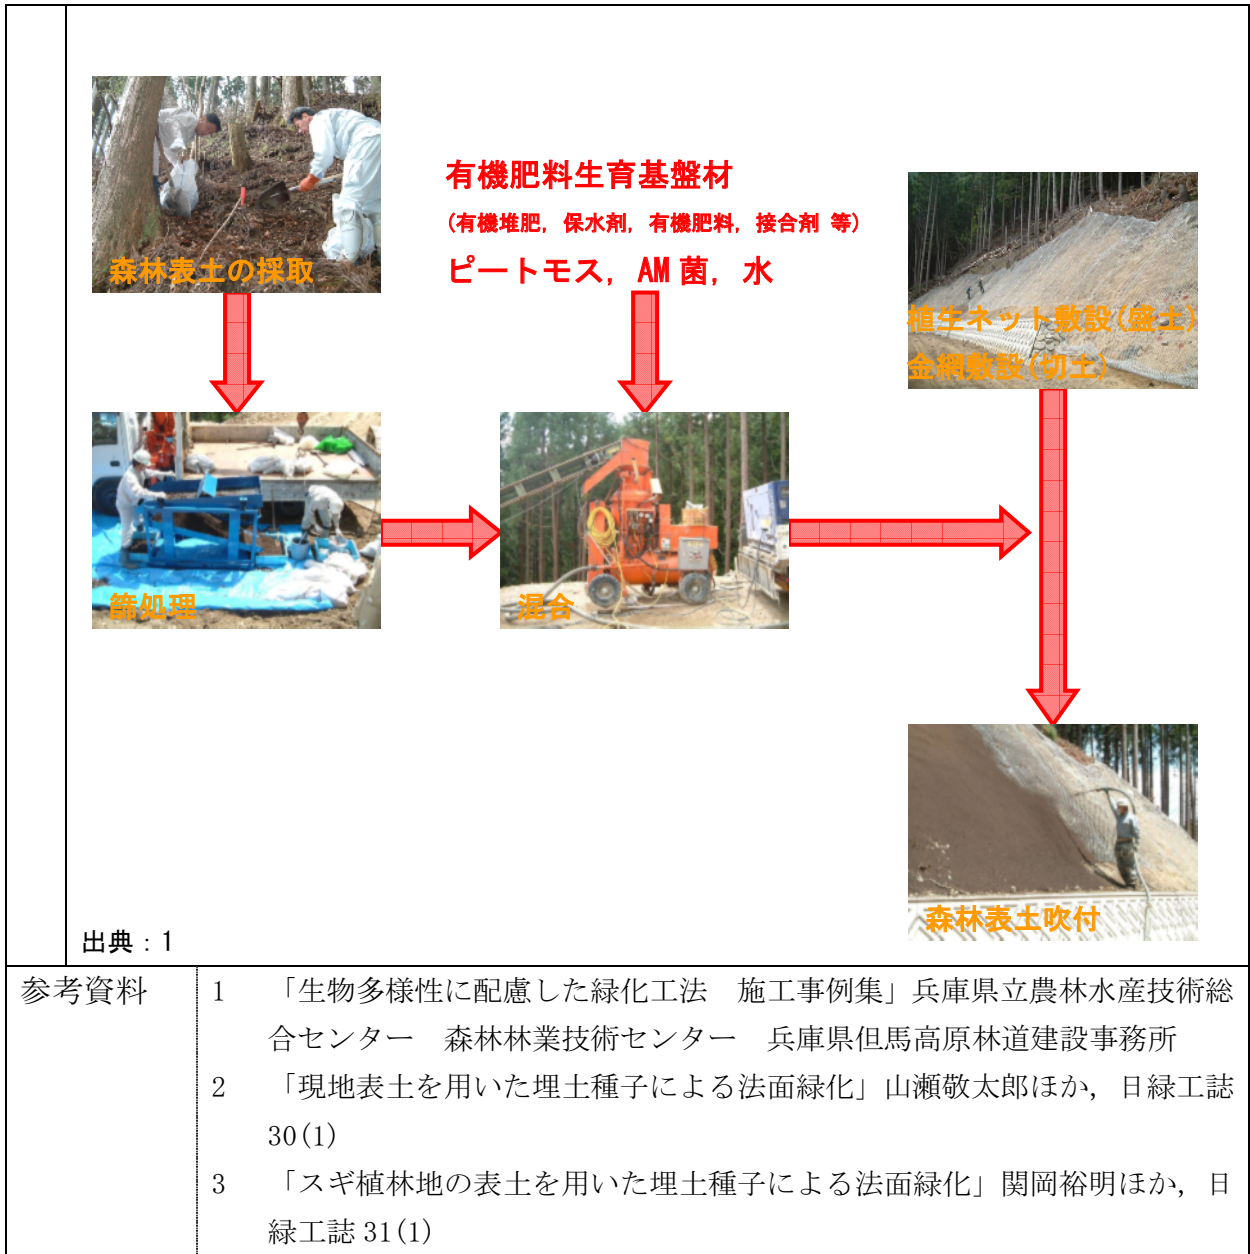 有機肥料生育基盤材
(有機堆肥, 保水剤, 有機肥料, 接合剤 等)
ピートモス, AM 菌, 水
森林表土の採取
植生ネット敷設(盛土)
金網敷設(切土)
篩処理
混合
森林表土吹付
出典：1
参考資料
1 「生物多様性に配慮した緑化工法　施工事例集」兵庫県立農林水産技術総
合センター　森林林業技術センター　兵庫県但馬高原林道建設事務所
2 「現地表土を用いた埋土種子による法面緑化」山瀬敬太郎ほか, 日緑工誌
30(1)
3 「スギ植林地の表土を用いた埋土種子による法面緑化」関岡裕明ほか, 日
緑工誌 31(1)